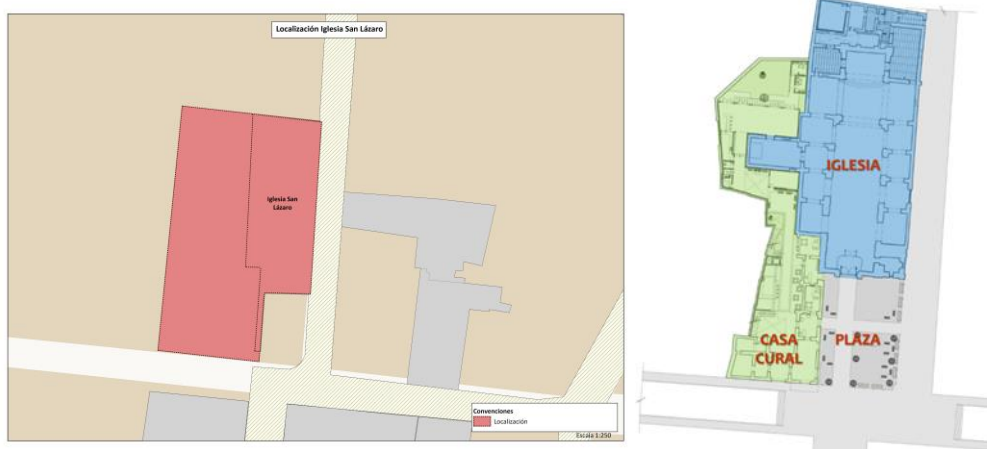 Localización Iglesia San Lázaro
Iglesia San
Lázaro
Convenciones
Localización
Escala 1:250
IGLESIA
CASA
CURAL
PLAZA